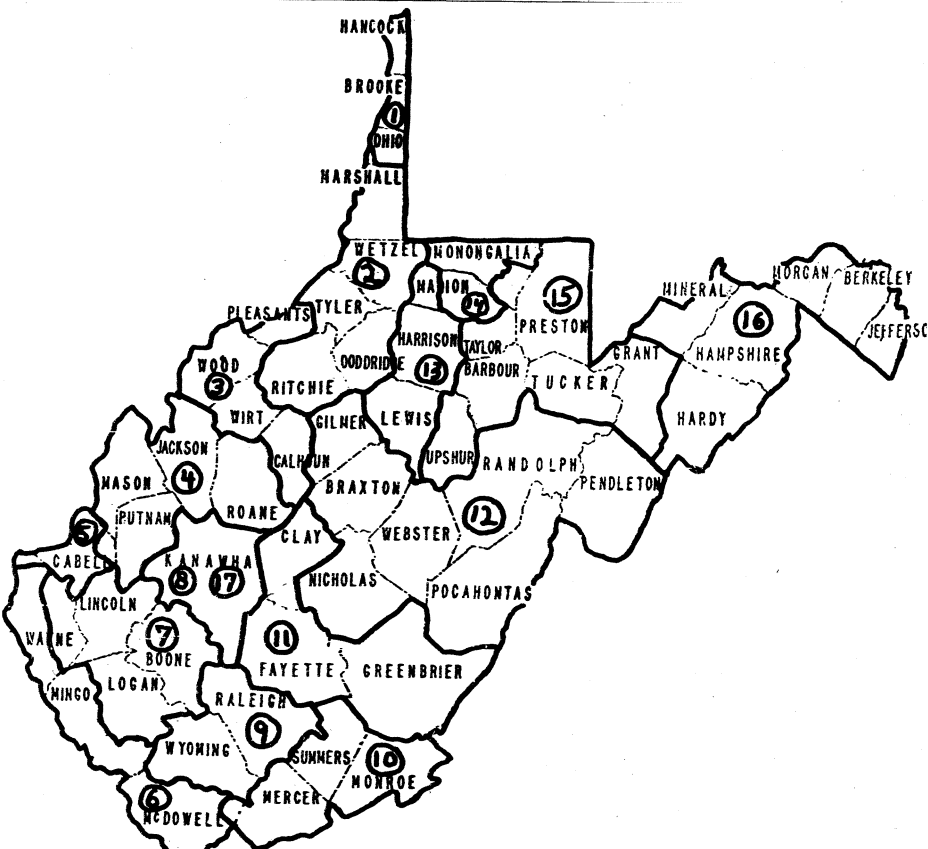 HANCOCK
BROOKE
1
OHIO
MARSHALL
WETZEL MONONGALIA
2
MARION
14
15
TYLER
PLEASANTS
PRESTON
HARRISON
TAYLOR
DODDRIDGE
13
BARBOUR
TUCKER
GRANT
MINERAL
MORGAN
BERKELEY
16
JEFFERSO
HAMPSHIRE
HARDY
WOOD
3
RITCHIE
WIRT
GILMER
LEWIS
UPSHUR
RANDOLPH
PENDLETON
JACKSON
4
CALHOUN
MASON
BRAXTON
ROANE
PUTNAM
5
CLAY
WEBSTER
12
CABELL
KANAWHA
8
17
NICHOLAS
POCAHONTAS
LINCOLN
WAYNE
7
BOONE
11
FAYETTE
GREENBRIER
MINGO
LOGAN
RALEIGH
9
WYOMING
SUMMERS
10
MONROE
MERCER
6
McDOWELL